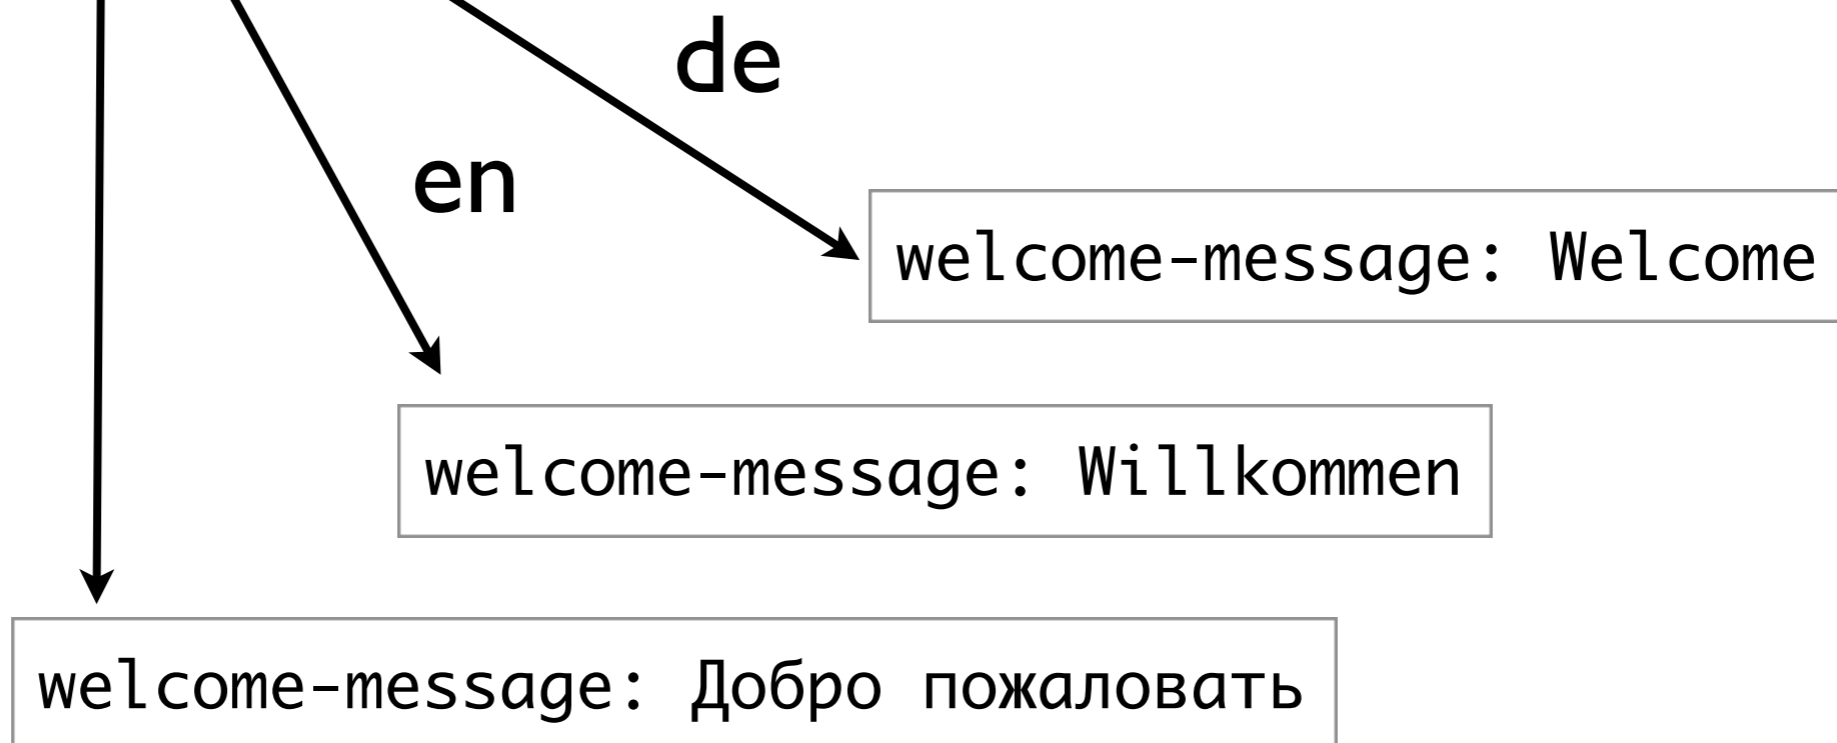 de
en
welcome-message: Welcome
welcome-message: Willkommen
welcome-message: Добро пожаловать